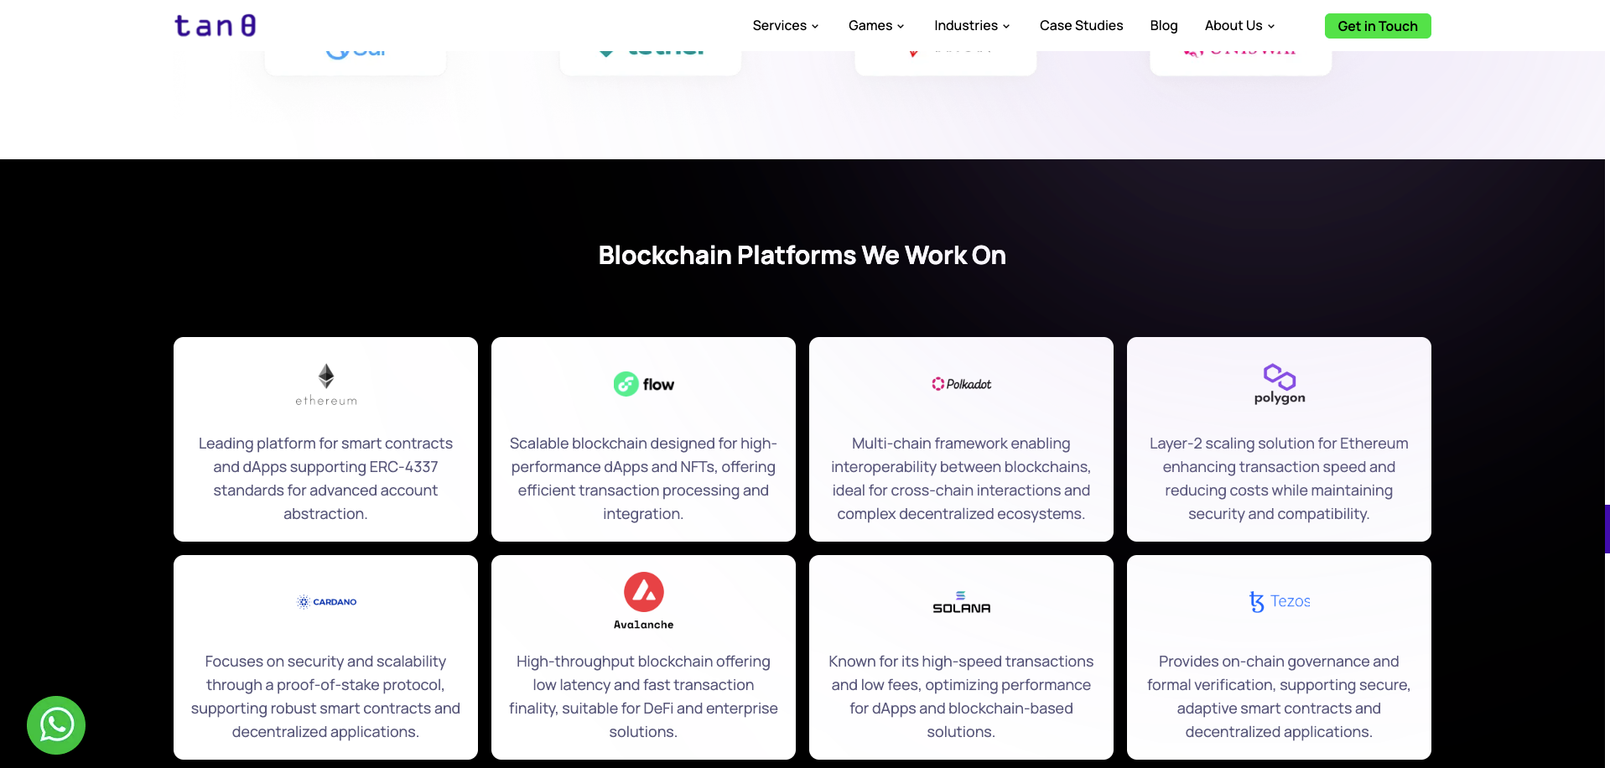 tan θ
Services
Games
Industries
Case Studies
Blog
About Us
Get in Touch
Blockchain Platforms We Work On
ethereum
Leading platform for smart contracts
and dApps supporting ERC-4337
standards for advanced account
abstraction.
flow
Scalable blockchain designed for high-
performance dApps and NFTs, offering
efficient transaction processing and
integration.
Polkadot
Multi-chain framework enabling
interoperability between blockchains,
ideal for cross-chain interactions and
complex decentralized ecosystems.
polygon
Layer-2 scaling solution for Ethereum
enhancing transaction speed and
reducing costs while maintaining
security and compatibility.
CARDANO
Focuses on security and scalability
through a proof-of-stake protocol,
supporting robust smart contracts and
decentralized applications.
Avalanche
High-throughput blockchain offering
low latency and fast transaction
finality, suitable for DeFi and enterprise
solutions.
SOLANA
Known for its high-speed transactions
and low fees, optimizing performance
for dApps and blockchain-based
solutions.
Tezos
Provides on-chain governance and
formal verification, supporting secure,
adaptive smart contracts and
decentralized applications.